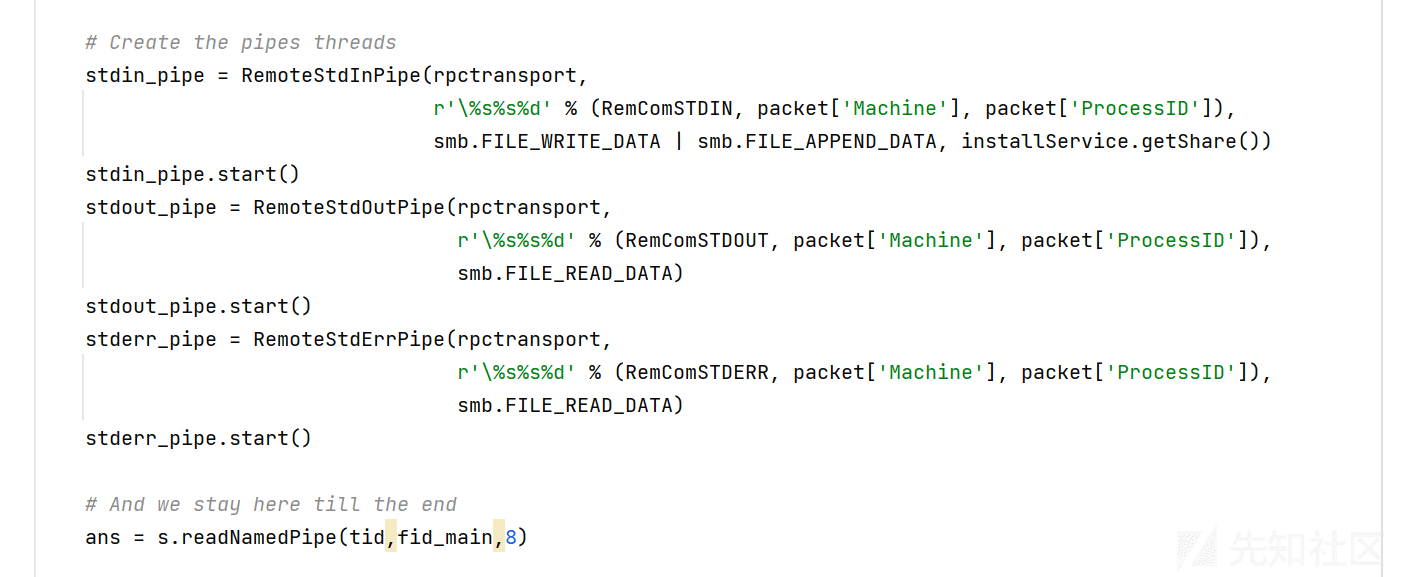 # Create the pipes threads
stdin_pipe = RemoteStdInPipe(rpctransport,
r'\%s%s%d' % (RemComSTDIN, packet['Machine'], packet['ProcessID']),
smb.FILE_WRITE_DATA | smb.FILE_APPEND_DATA, installService.getShare())
stdin_pipe.start()
stdout_pipe = RemoteStdOutPipe(rpctransport,
r'\%s%s%d' % (RemComSTDOUT, packet['Machine'], packet['ProcessID']),
smb.FILE_READ_DATA)
stdout_pipe.start()
stderr_pipe = RemoteStdErrPipe(rpctransport,
r'\%s%s%d' % (RemComSTDERR, packet['Machine'], packet['ProcessID']),
smb.FILE_READ_DATA)
stderr_pipe.start()
# And we stay here till the end
ans = s.readNamedPipe(tid,fid_main,8)
先知社区